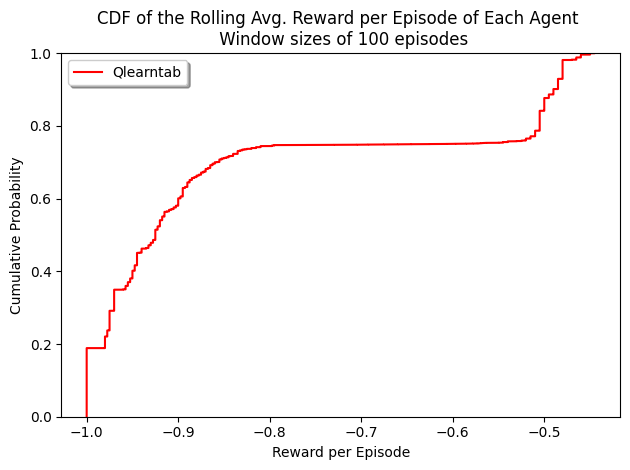 CDF of the Rolling Avg. Reward per Episode of Each Agent
Window sizes of 100 episodes
Qlearntab
Cumulative Probability
1.0
0.8
0.6
0.4
0.2
0.0
−1.0 −0.9 −0.8 −0.7 −0.6 −0.5
Reward per Episode